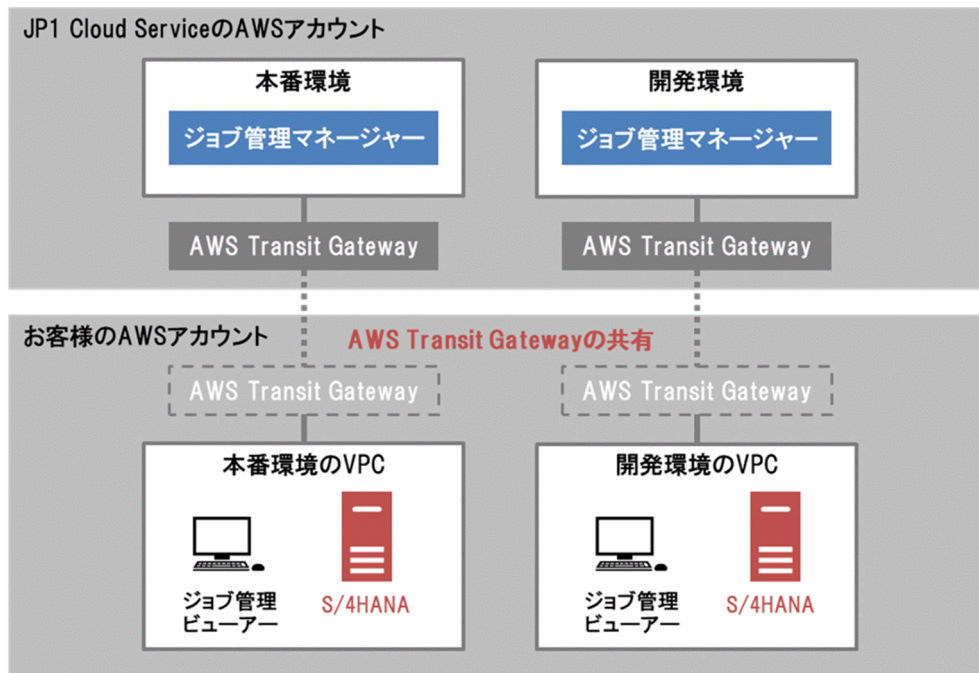 JP1 Cloud ServiceのAWSアカウント
本番環境
開発環境
ジョブ管理マネージャー
ジョブ管理マネージャー
AWS Transit Gateway
AWS Transit Gateway
お客様のAWSアカウント
AWS Transit Gatewayの共有
AWS Transit Gateway
AWS Transit Gateway
本番環境のVPC
開発環境のVPC
ジョブ管理
ビューアー
S/4HANA
ジョブ管理
ビューアー
S/4HANA